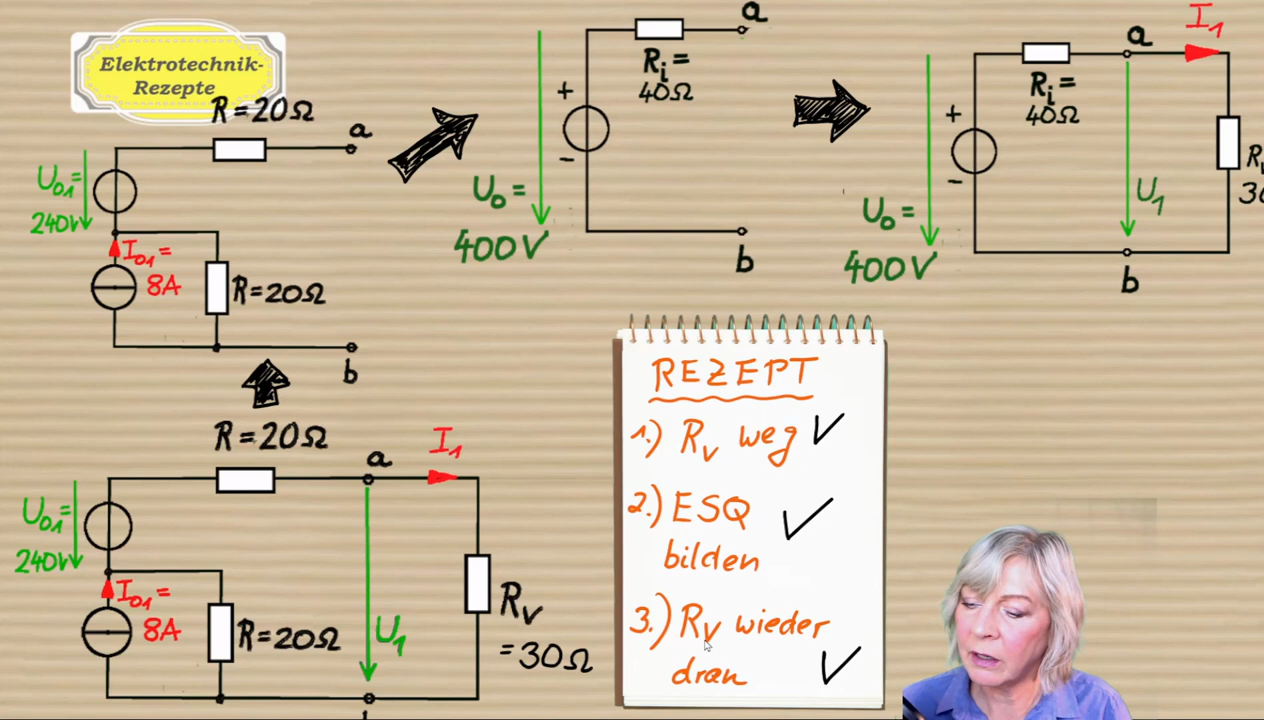 Elektrotechnik-
Rezepte
R=20Ω
a
U01=
240V
I01=
8A
R=20Ω
b
a
Ri=
40Ω
+
-
U0=
400V
b
I1
a
Ri=
40Ω
+
-
U1
U0=
400V
b
R=20Ω
a
I1
U01=
240V
I01=
8A
R=20Ω
U1
RV
=30Ω
REZEPT
1.) RV weg ✓
2.) ESQ ✓
bilden
3.) RV wieder
dran ✓